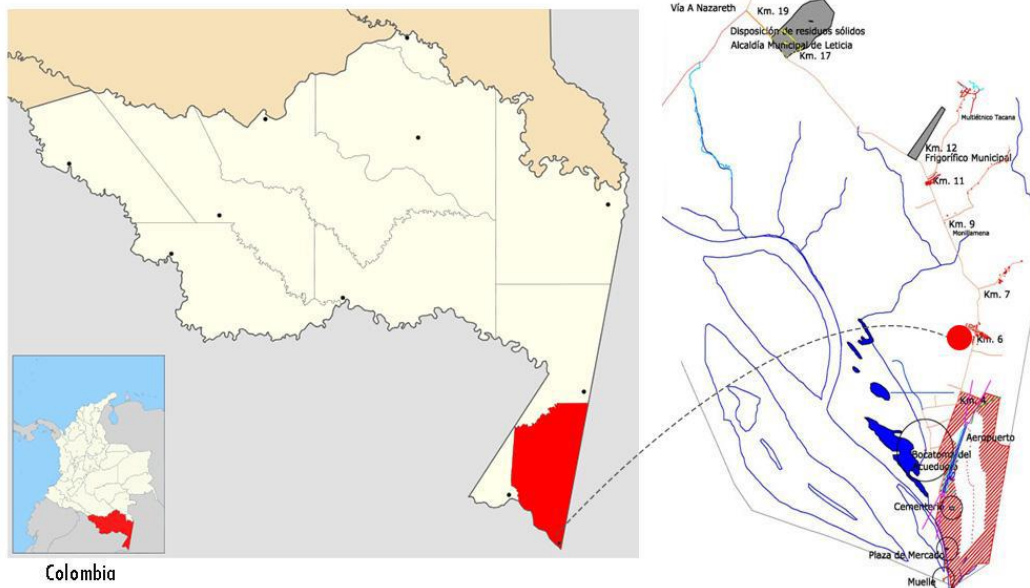 Colombia
Vía A Nazareth
Km. 19
Disposición de residuos sólidos
Alcaldía Municipal de Leticia
Km. 17
Multiétnico Tacana
Km. 12
Frigorífico Municipal
Km. 11
Km. 9
Monillamena
Km. 7
Km. 6
Km. 4
Aeropuerto
Bocatoma del
Acueducto
Cementerio
Plaza de Mercado
Muelle